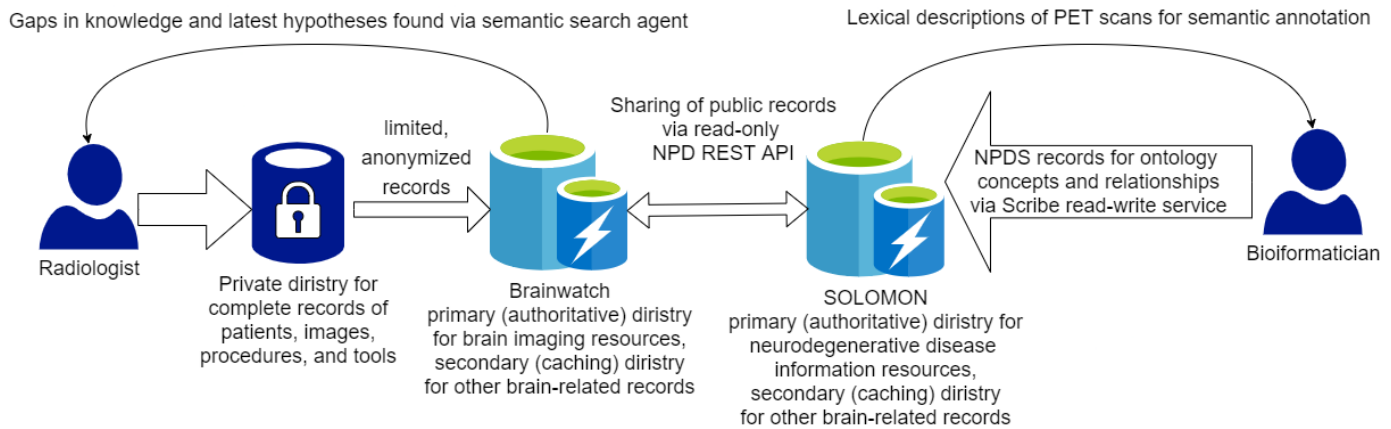 Gaps in knowledge and latest hypotheses found via semantic search agent
Lexical descriptions of PET scans for semantic annotation
limited,
anonymized
records
Sharing of public records
via read-only
NPD REST API
NPDS records for ontology
concepts and relationships
via Scribe read-write service
Radiologist
Bioiformatician
Private diristry for
complete records of
patients, images,
procedures, and tools
Brainwatch
primary (authoritative) diristry
for brain imaging resources,
secondary (caching) diristry
for other brain-related records
SOLOMON
primary (authoritative) diristry for
neurodegenerative disease
information resources,
secondary (caching) diristry
for other brain-related records